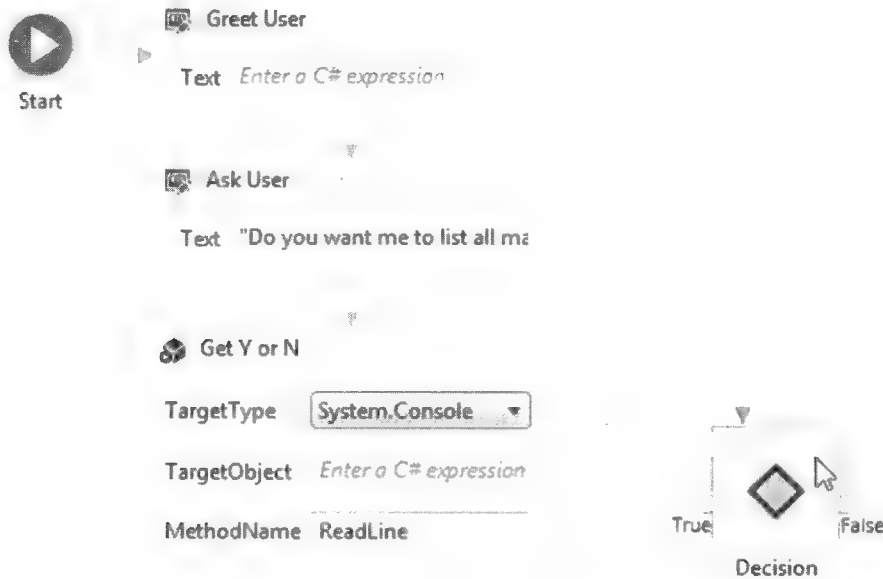 Greet User
Text Enter a C# expression
Start
Ask User
Text "Do you want me to list all ma
Get Y or N
TargetType System.Console
TargetObject Enter a C# expression
MethodName ReadLine
True False
Decision